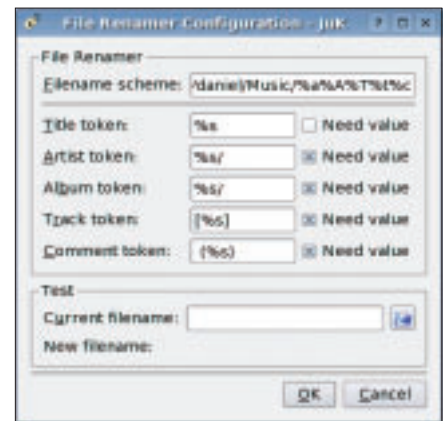 File Renamer Configuration - JuK
File Renamer
Filename scheme: /daniel/Music/%a%A%T%t%c
Title token: %s Need value
Artist token: %s/ Need value
Album token: %s/ Need value
Track token: [%s] Need value
Comment token: (%s) Need value
Test
Current filename:
New filename:
OK Cancel